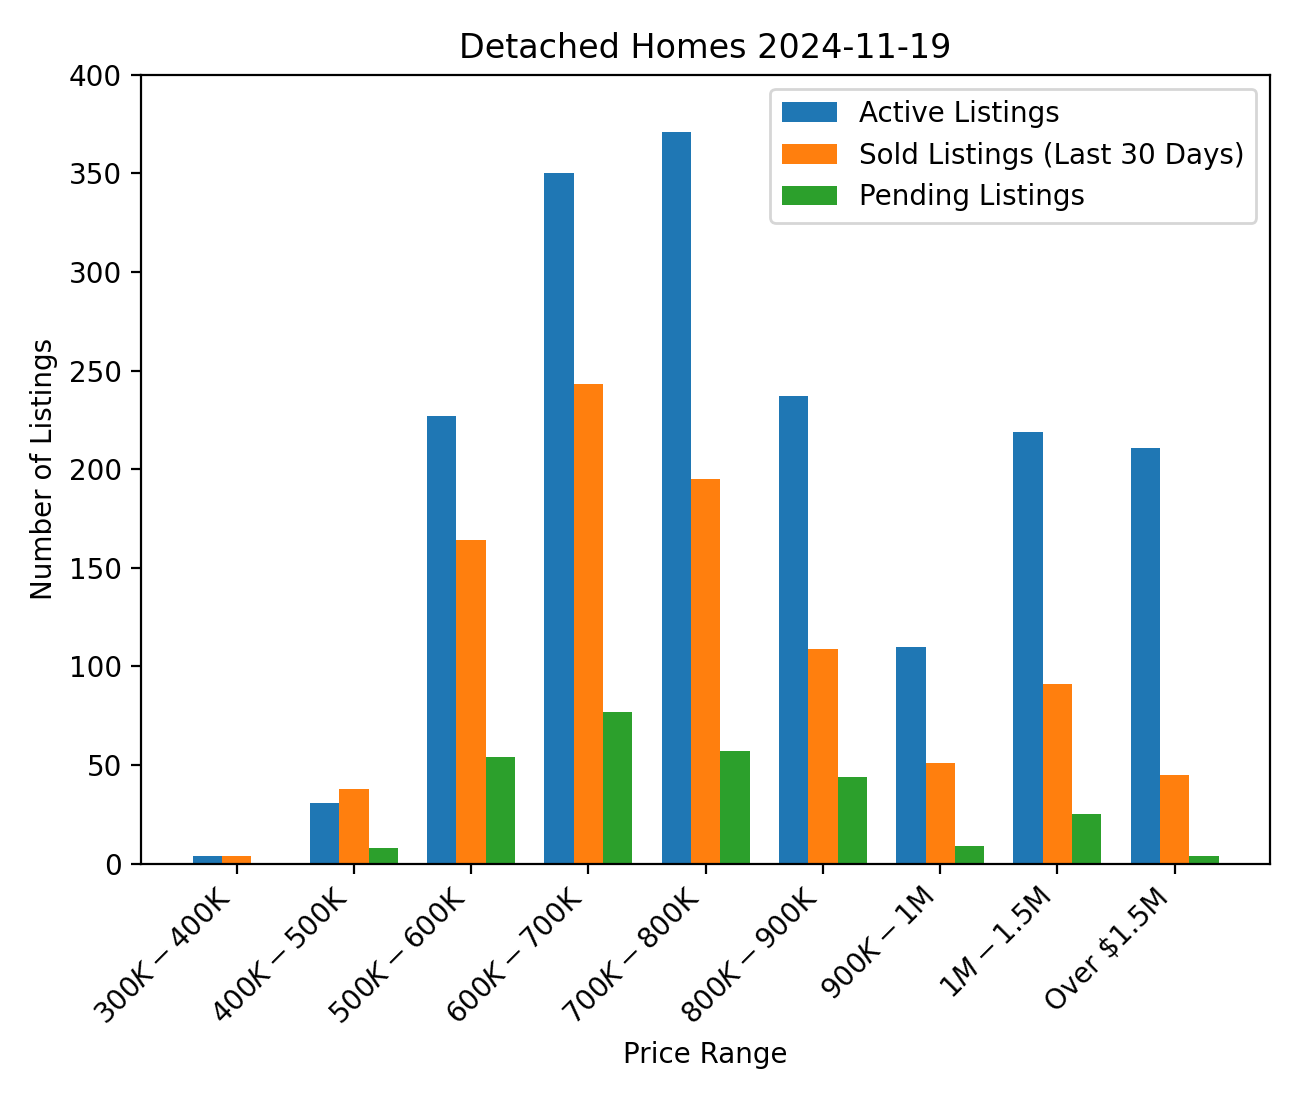 Detached Homes 2024-11-19
Active Listings
Sold Listings (Last 30 Days)
Pending Listings
Number of Listings
400
350
300
250
200
150
100
50
0
300K − 400K
400K − 500K
500K − 600K
600K − 700K
700K − 800K
800K − 900K
900K − 1M
1M − 1.5M
Over $1.5M
Price Range